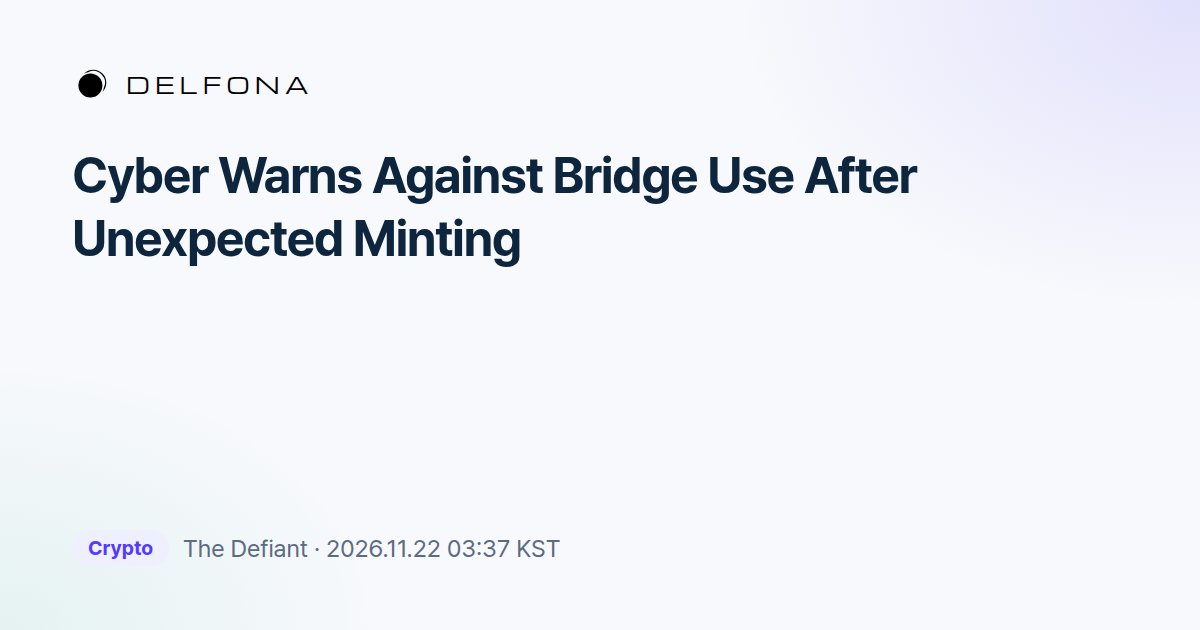 DELFONA
Cyber Warns Against Bridge Use After
Unexpected Minting
Crypto The Defiant · 2026.11.22 03:37 KST